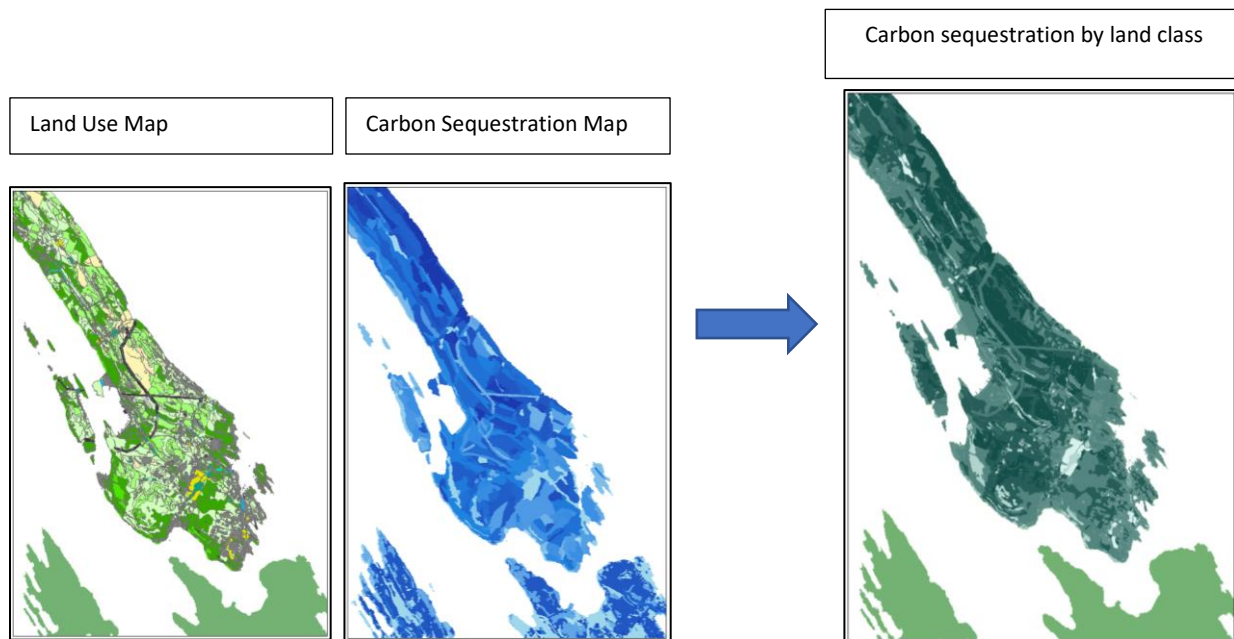 Carbon sequestration by land class
Land Use Map
Carbon Sequestration Map